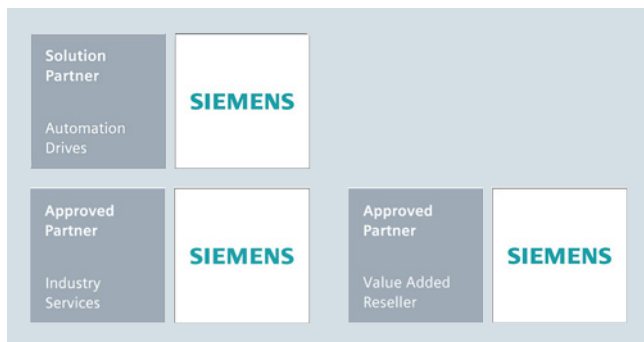 Solution
Partner
Automation
Drives
SIEMENS
Approved
Partner
Industry
Services
SIEMENS
Approved
Partner
Value Added
Reseller
SIEMENS